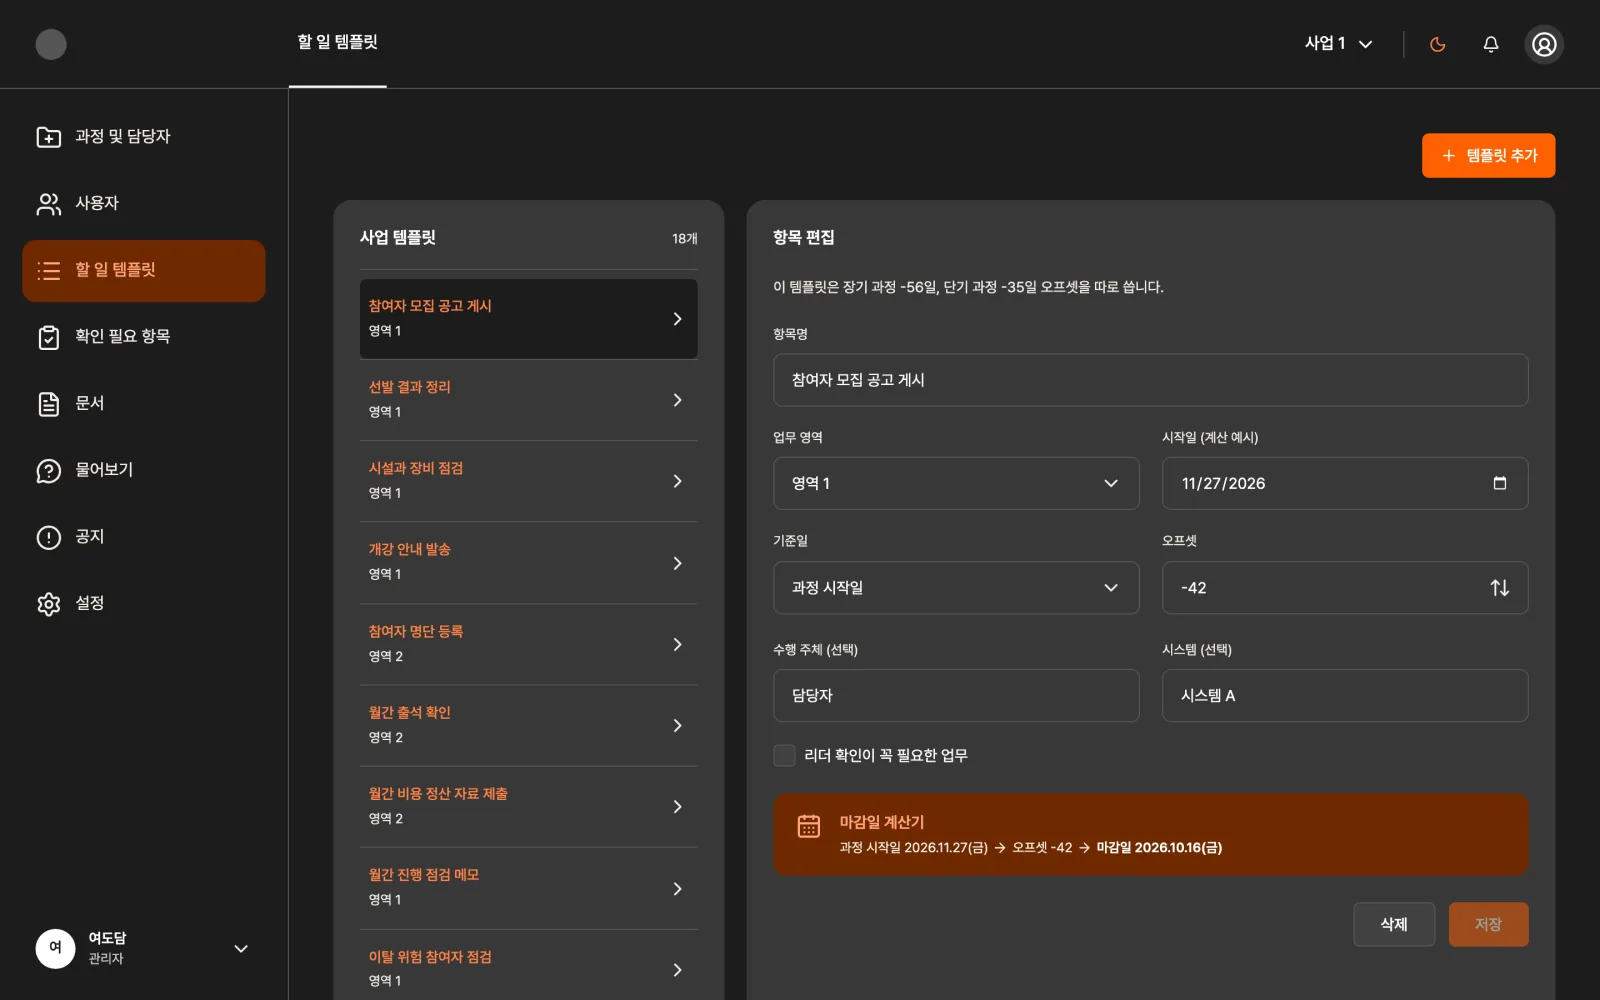 할 일 템플릿
사업 1
과정 및 담당자
사용자
할 일 템플릿
확인 필요 항목
문서
물어보기
공지
설정
여
여도담
관리자
템플릿 추가
사업 템플릿
18개
참여자 모집 공고 게시
영역 1
선발 결과 정리
영역 1
시설과 장비 점검
영역 1
개강 안내 발송
영역 1
참여자 명단 등록
영역 2
월간 출석 확인
영역 2
월간 비용 정산 자료 제출
영역 2
월간 진행 점검 메모
영역 1
이탈 위험 참여자 점검
영역 1
항목 편집
이 템플릿은 장기 과정 -56일, 단기 과정 -35일 오프셋을 따로 씁니다.
항목명
참여자 모집 공고 게시
업무 영역
시작일 (계산 예시)
영역 1
11/27/2026
기준일
오프셋
과정 시작일
-42
수행 주체 (선택)
시스템 (선택)
담당자
시스템 A
리더 확인이 꼭 필요한 업무
마감일 계산기
과정 시작일 2026.11.27(금) → 오프셋 -42 → 마감일 2026.10.16(금)
삭제
저장